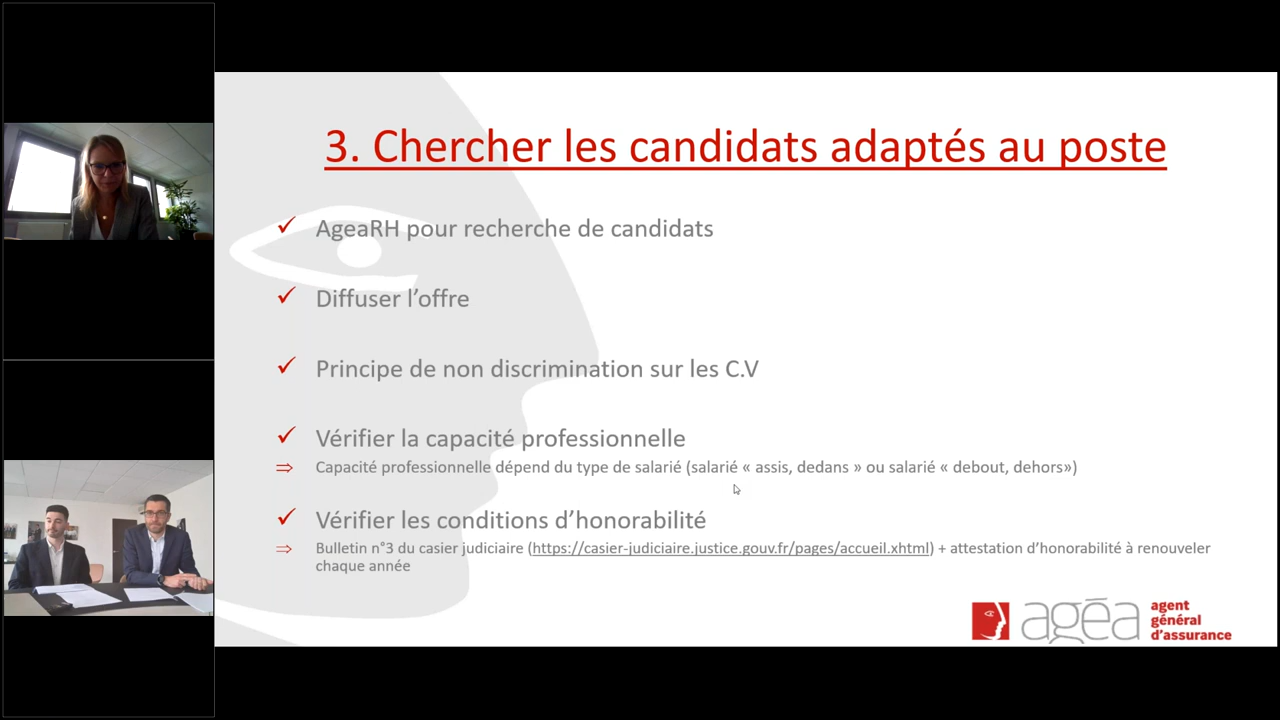 3. Chercher les candidats adaptés au poste
AgeaRH pour recherche de candidats
Diffuser l’offre
Principe de non discrimination sur les C.V
Vérifier la capacité professionnelle
⇒ Capacité professionnelle dépend du type de salarié (salarié « assis, dedans » ou salarié « debout, dehors»)
Vérifier les conditions d’honorabilité
⇒ Bulletin n°3 du casier judiciaire (https://casier-judiciaire.justice.gouv.fr/pages/accueil.xhtml) + attestation d’honorabilité à renouveler
chaque année
agéa
agent
général
d’assurance